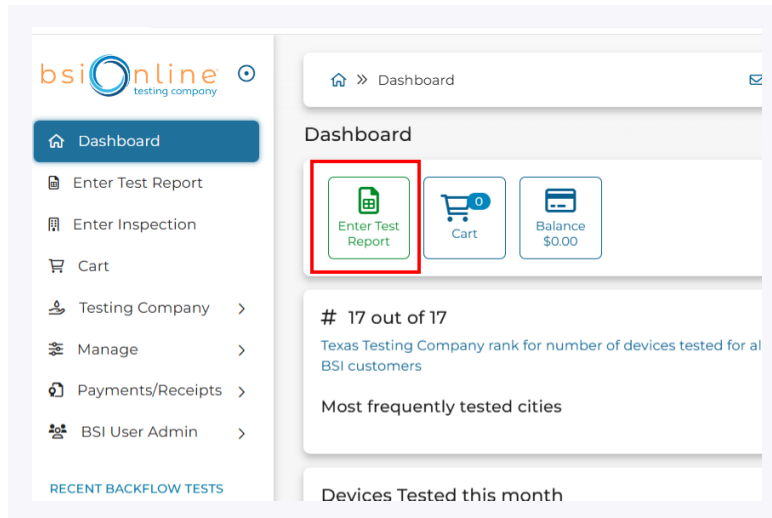 bsiOnline
testing company
Dashboard
Enter Test Report
Enter Inspection
Cart
Testing Company
Manage
Payments/Receipts
BSI User Admin
RECENT BACKFLOW TESTS
Dashboard
Dashboard
Enter Test
Report
0
Cart
Balance
$0.00
# 17 out of 17
Texas Testing Company rank for number of devices tested for al
BSI customers
Most frequently tested cities
Devices Tested this month